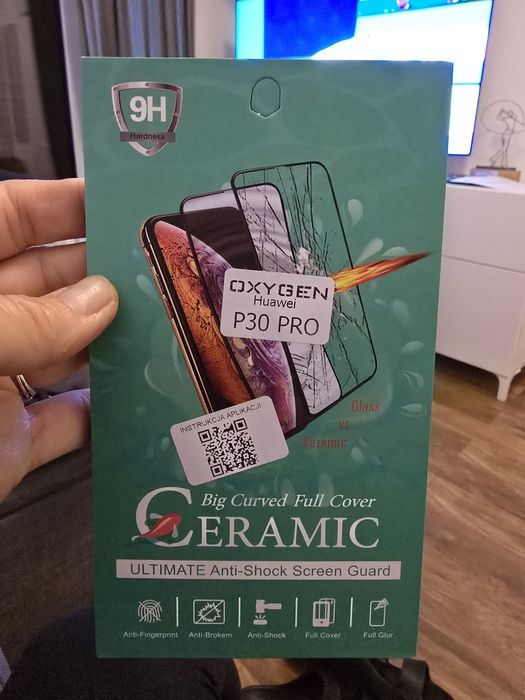 9H
Hardness
OXYGEN
Huawei
P30 PRO
Glass
vs
Ceramic
INSTRUKCJA APLIKACJI:
Big Curved Full Cover
CERAMIC
ULTIMATE Anti-Shock Screen Guard
Anti-Fingerprint
Anti-Brokem
Anti-Shock
Full Cover
Full Glur